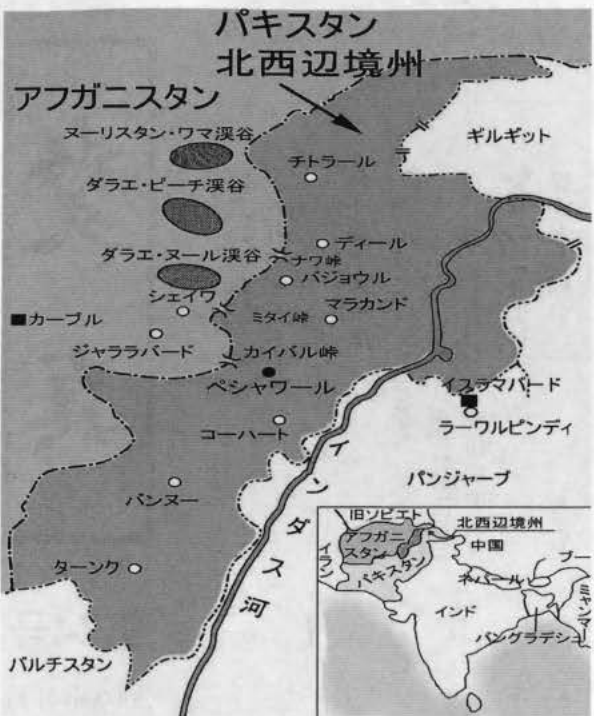 パキスタン
北西辺境州
アフガニスタン
ヌーリスタン・ワマ渓谷
ギルギット
チトラール
ダラエ・ピーチ渓谷
ディール
ダラエ・ヌール渓谷
ナワ峠
バジョウル
シェイワ
カーブル
ミタイ峠
マラカンド
ジャララバード
カイバル峠
ペシャワール
イスラマバード
コーハート
ラーワルピンディ
パンジャーブ
バンヌー
インダス河
ターンク
バルチスタン
旧ソビエト
北西辺境州
アフガニ
スタン
中国
イラン
パキスタン
ネパール
ブー
インド
ミャンマー
バングラデシュ